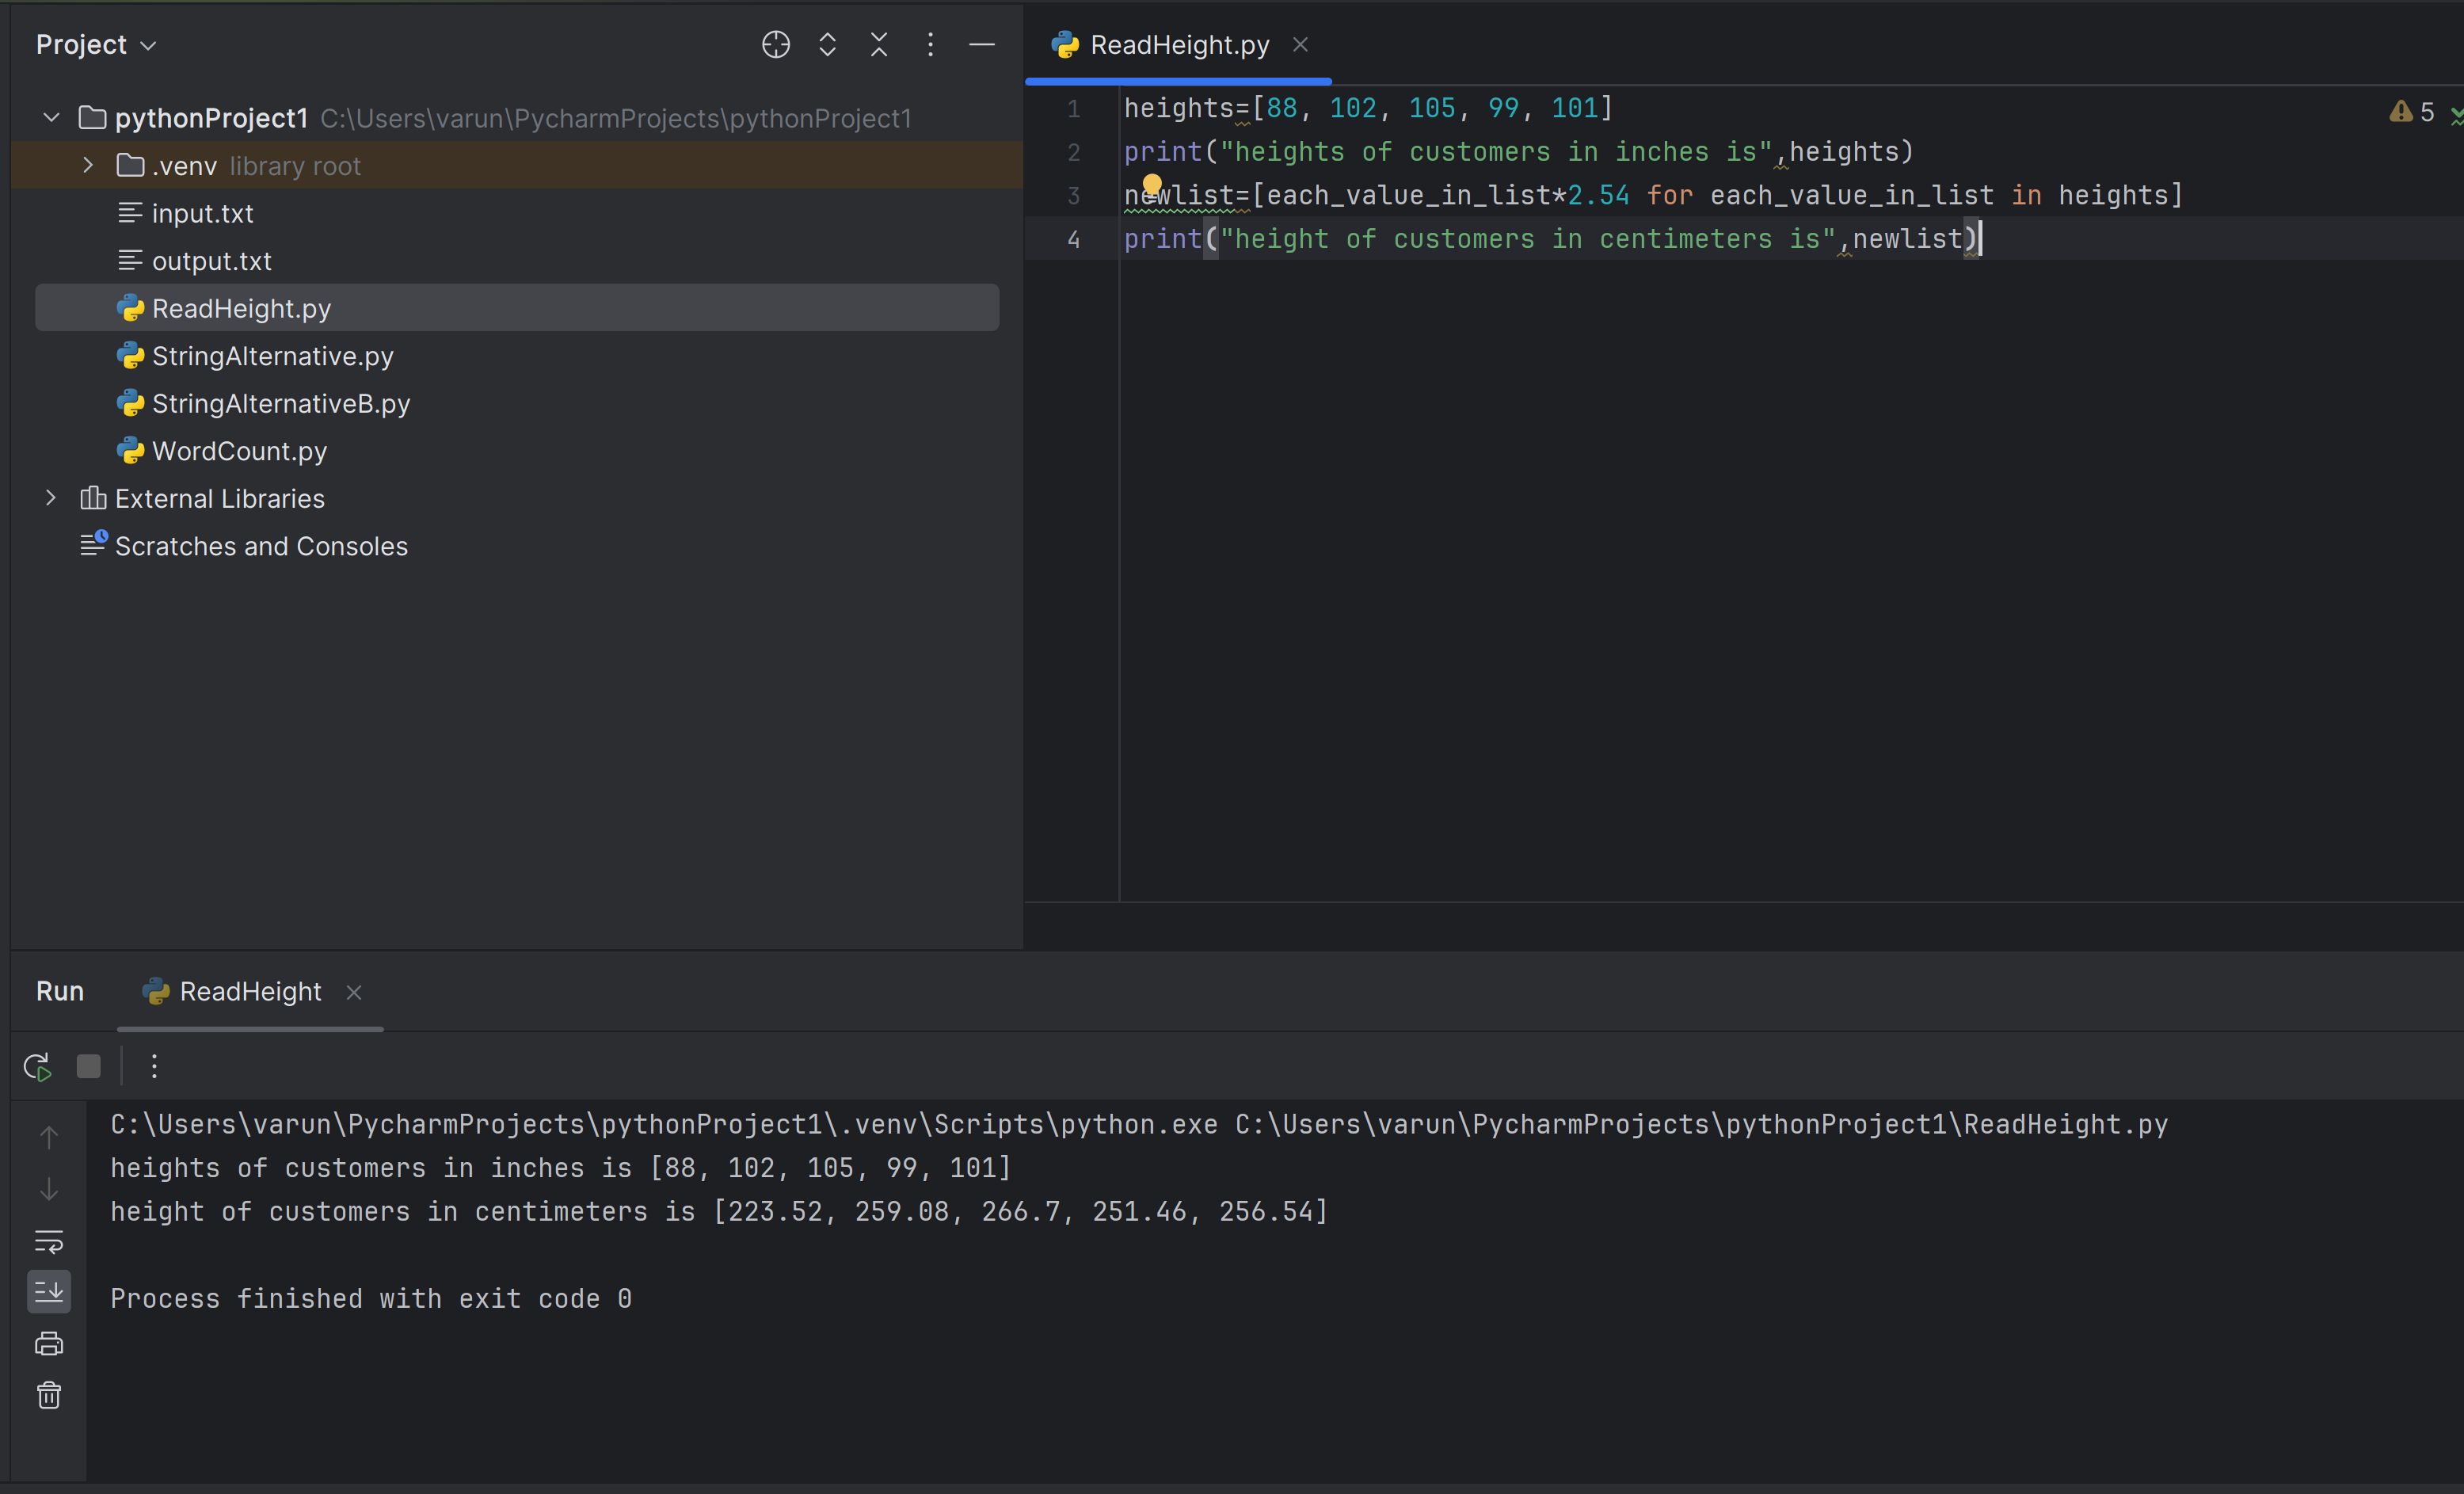 Project
pythonProject1 C:\Users\varun\PycharmProjects\pythonProject1
.venv library root
input.txt
output.txt
ReadHeight.py
StringAlternative.py
StringAlternativeB.py
WordCount.py
External Libraries
Scratches and Consoles
ReadHeight.py
5
1 heights=[88, 102, 105, 99, 101]
2 print("heights of customers in inches is",heights)
3 newlist=[each_value_in_list*2.54 for each_value_in_list in heights]
4 print("height of customers in centimeters is",newlist)
Run ReadHeight
C:\Users\varun\PycharmProjects\pythonProject1\.venv\Scripts\python.exe C:\Users\varun\PycharmProjects\pythonProject1\ReadHeight.py
heights of customers in inches is [88, 102, 105, 99, 101]
height of customers in centimeters is [223.52, 259.08, 266.7, 251.46, 256.54]
Process finished with exit code 0